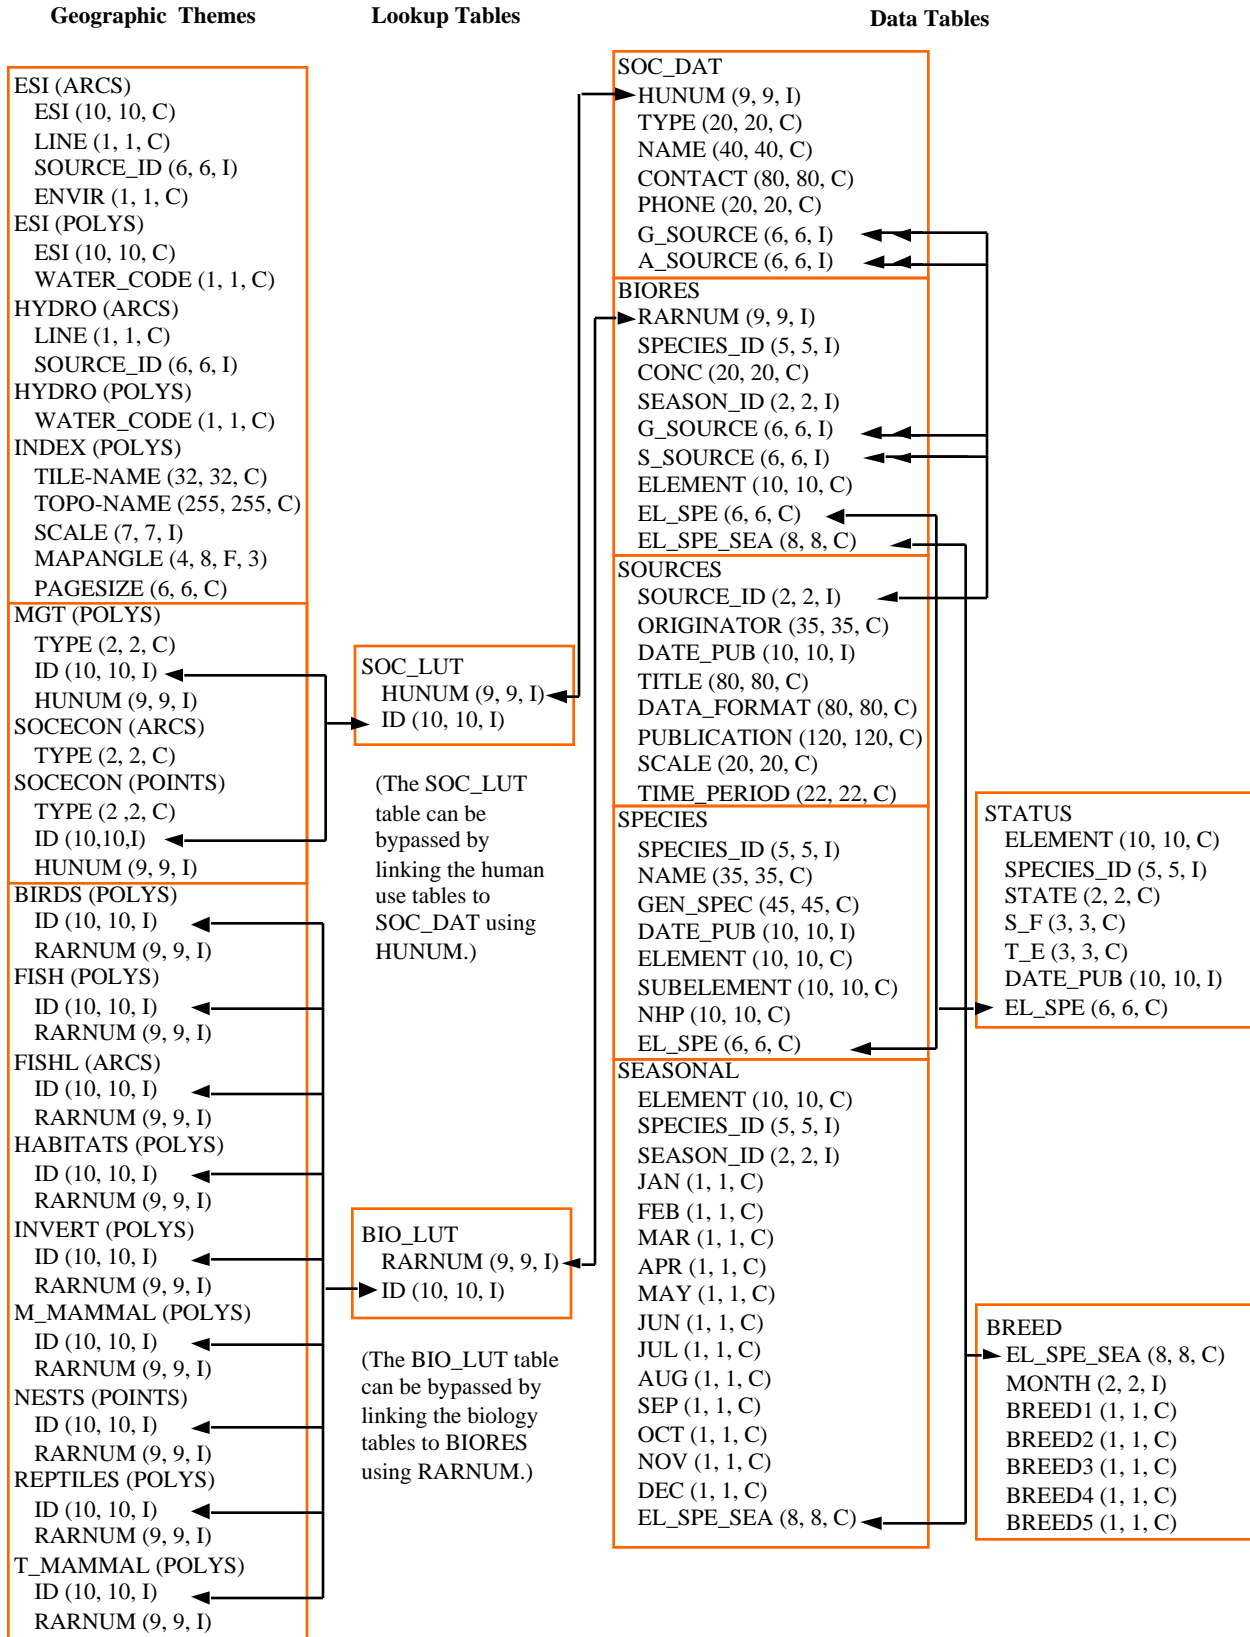 Geographic Themes
Lookup Tables
Data Tables
ESI (ARCS)
ESI (10, 10, C)
LINE (1, 1, C)
SOURCE_ID (6, 6, I)
ENVIR (1, 1, C)
ESI (POLYS)
ESI (10, 10, C)
WATER_CODE (1, 1, C)
HYDRO (ARCS)
LINE (1, 1, C)
SOURCE_ID (6, 6, I)
HYDRO (POLYS)
WATER_CODE (1, 1, C)
INDEX (POLYS)
TILE-NAME (32, 32, C)
TOPO-NAME (255, 255, C)
SCALE (7, 7, I)
MAPANGLE (4, 8, F, 3)
PAGESIZE (6, 6, C)
MGT (POLYS)
TYPE (2, 2, C)
ID (10, 10, I)
HUNUM (9, 9, I)
SOCECON (ARCS)
TYPE (2, 2, C)
SOCECON (POINTS)
TYPE (2 ,2, C)
ID (10,10,I)
HUNUM (9, 9, I)
BIRDS (POLYS)
ID (10, 10, I)
RARNUM (9, 9, I)
FISH (POLYS)
ID (10, 10, I)
RARNUM (9, 9, I)
FISHL (ARCS)
ID (10, 10, I)
RARNUM (9, 9, I)
HABITATS (POLYS)
ID (10, 10, I)
RARNUM (9, 9, I)
INVERT (POLYS)
ID (10, 10, I)
RARNUM (9, 9, I)
M_MAMMAL (POLYS)
ID (10, 10, I)
RARNUM (9, 9, I)
NESTS (POINTS)
ID (10, 10, I)
RARNUM (9, 9, I)
REPTILES (POLYS)
ID (10, 10, I)
RARNUM (9, 9, I)
T_MAMMAL (POLYS)
ID (10, 10, I)
RARNUM (9, 9, I)
SOC_LUT
HUNUM (9, 9, I)
ID (10, 10, I)
(The SOC_LUT
table can be
bypassed by
linking the human
use tables to
SOC_DAT using
HUNUM.)
BIO_LUT
RARNUM (9, 9, I)
ID (10, 10, I)
(The BIO_LUT table
can be bypassed by
linking the biology
tables to BIORES
using RARNUM.)
SOC_DAT
HUNUM (9, 9, I)
TYPE (20, 20, C)
NAME (40, 40, C)
CONTACT (80, 80, C)
PHONE (20, 20, C)
G_SOURCE (6, 6, I)
A_SOURCE (6, 6, I)
BIORES
RARNUM (9, 9, I)
SPECIES_ID (5, 5, I)
CONC (20, 20, C)
SEASON_ID (2, 2, I)
G_SOURCE (6, 6, I)
S_SOURCE (6, 6, I)
ELEMENT (10, 10, C)
EL_SPE (6, 6, C)
EL_SPE_SEA (8, 8, C)
SOURCES
SOURCE_ID (2, 2, I)
ORIGINATOR (35, 35, C)
DATE_PUB (10, 10, I)
TITLE (80, 80, C)
DATA_FORMAT (80, 80, C)
PUBLICATION (120, 120, C)
SCALE (20, 20, C)
TIME_PERIOD (22, 22, C)
SPECIES
SPECIES_ID (5, 5, I)
NAME (35, 35, C)
GEN_SPEC (45, 45, C)
DATE_PUB (10, 10, I)
ELEMENT (10, 10, C)
SUBELEMENT (10, 10, C)
NHP (10, 10, C)
EL_SPE (6, 6, C)
SEASONAL
ELEMENT (10, 10, C)
SPECIES_ID (5, 5, I)
SEASON_ID (2, 2, I)
JAN (1, 1, C)
FEB (1, 1, C)
MAR (1, 1, C)
APR (1, 1, C)
MAY (1, 1, C)
JUN (1, 1, C)
JUL (1, 1, C)
AUG (1, 1, C)
SEP (1, 1, C)
OCT (1, 1, C)
NOV (1, 1, C)
DEC (1, 1, C)
EL_SPE_SEA (8, 8, C)
STATUS
ELEMENT (10, 10, C)
SPECIES_ID (5, 5, I)
STATE (2, 2, C)
S_F (3, 3, C)
T_E (3, 3, C)
DATE_PUB (10, 10, I)
EL_SPE (6, 6, C)
BREED
EL_SPE_SEA (8, 8, C)
MONTH (2, 2, I)
BREED1 (1, 1, C)
BREED2 (1, 1, C)
BREED3 (1, 1, C)
BREED4 (1, 1, C)
BREED5 (1, 1, C)